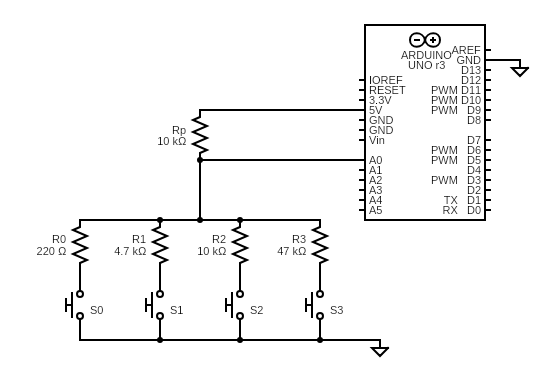 ARDUINO
UNO r3
AREF
GND
D13
IOREF D12
RESET PWM D11
3.3V PWM D10
5V PWM D9
GND D8
GND
Vin D7
PWM D6
A0 PWM D5
A1 D4
A2 PWM D3
A3 D2
A4 TX D1
A5 RX D0
Rp
10 kΩ
R0 R1 R2 R3
220 Ω 4.7 kΩ 10 kΩ 47 kΩ
S0 S1 S2 S3